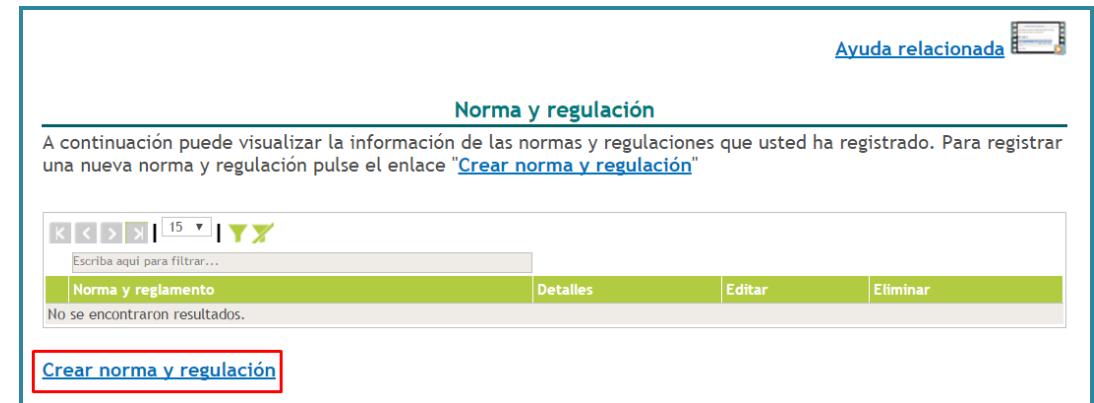 Ayuda relacionada
Norma y regulación
A continuación puede visualizar la información de las normas y regulaciones que usted ha registrado. Para registrar
una nueva norma y regulación pulse el enlace "Crear norma y regulación"
15
Escriba aqui para filtrar...
Norma y reglamento Detalles Editar Eliminar
No se encontraron resultados.
Crear norma y regulación